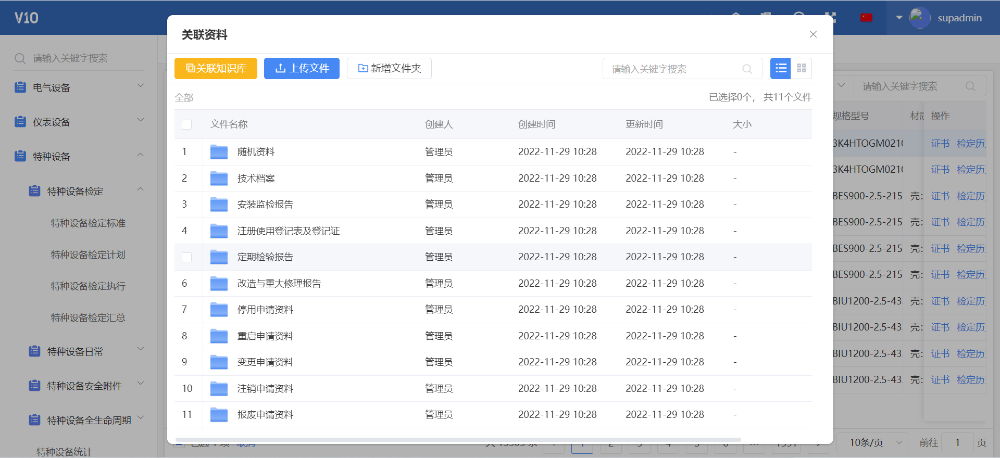 V10
supadmin
请输入关键字搜索
电气设备
仪表设备
特种设备
特种设备检定
特种设备检定标准
特种设备检定计划
特种设备检定执行
特种设备检定汇总
特种设备日常
特种设备安全附件
特种设备全生命周期
特种设备统计
关联资料
关联知识库 上传文件 新增文件夹 请输入关键字搜索
全部 已选择0个， 共11个文件
文件名称 创建人 创建时间 更新时间 大小
1 随机资料 管理员 2022-11-29 10:28 2022-11-29 10:28 -
2 技术档案 管理员 2022-11-29 10:28 2022-11-29 10:28 -
3 安装监检报告 管理员 2022-11-29 10:28 2022-11-29 10:28 -
4 注册使用登记表及登记证 管理员 2022-11-29 10:28 2022-11-29 10:28 -
定期检验报告 管理员 2022-11-29 10:28 2022-11-29 10:28 -
6 改造与重大修理报告 管理员 2022-11-29 10:28 2022-11-29 10:28 -
7 停用申请资料 管理员 2022-11-29 10:28 2022-11-29 10:28 -
8 重启申请资料 管理员 2022-11-29 10:28 2022-11-29 10:28 -
9 变更申请资料 管理员 2022-11-29 10:28 2022-11-29 10:28 -
10 注销申请资料 管理员 2022-11-29 10:28 2022-11-29 10:28 -
11 报废申请资料 管理员 2022-11-29 10:28 2022-11-29 10:28 -
请输入关键字搜索
规格型号 材质 操作
3K4HTOGM021 证书 检定历
3K4HTOGM021 证书 检定历
BES900-2.5-215 壳: 证书 检定历
BES900-2.5-215 壳: 证书 检定历
BES900-2.5-215 壳: 证书 检定历
BES900-2.5-215 壳: 证书 检定历
BIU1200-2.5-43 壳: 证书 检定历
BIU1200-2.5-43 壳: 证书 检定历
BIU1200-2.5-43 壳: 证书 检定历
BIU1200-2.5-43 壳: 证书 检定历
10条/页 前往 1 页